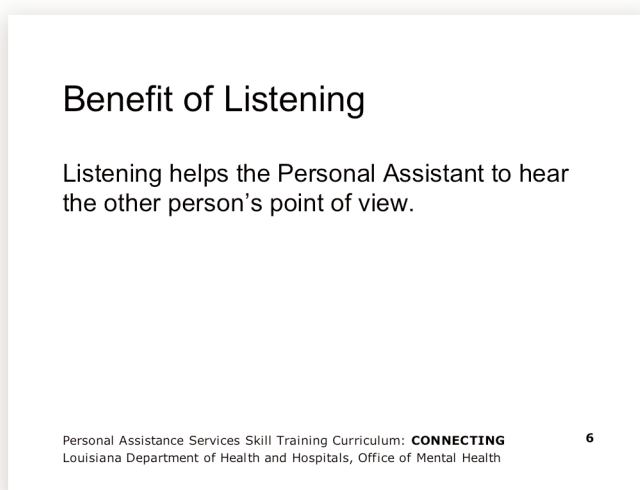 Benefit of Listening
Listening helps the Personal Assistant to hear
the other person’s point of view.
Personal Assistance Services Skill Training Curriculum: CONNECTING
6
Louisiana Department of Health and Hospitals, Office of Mental Health